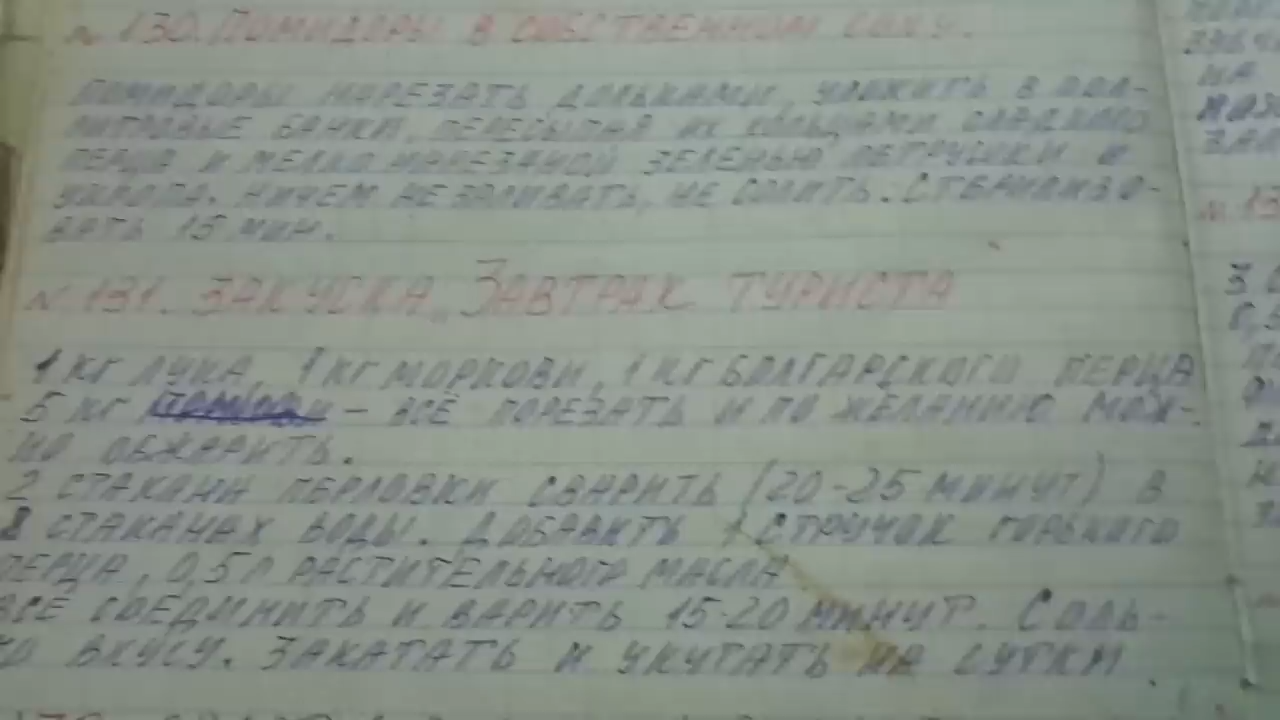 № 130. ПОМИДОРЫ В СОБСТВЕННОМ СОКУ.
ПОМИДОРЫ НАРЕЗАТЬ ДОЛЬКАМИ, УЛОЖИТЬ В ПОЛ-
ЛИТРОВЫЕ БАНКИ, ПЕРЕСЫПАЯ ИХ КОЛЬЦАМИ СЛАДКОГО
ПЕРЦА И МЕЛКО НАРЕЗАННОЙ ЗЕЛЕНЬЮ ПЕТРУШКИ И
УКРОПА. НИЧЕМ НЕ ЗАЛИВАТЬ, НЕ СОЛИТЬ. СТЕРИЛИЗО-
ВАТЬ 15 МИН.
№ 131. ЗАКУСКА „ЗАВТРАК ТУРИСТА
1 КГ ЛУКА, 1 КГ МОРКОВИ, 1 КГ БОЛГАРСКОГО ПЕРЦА
5 КГ – ВСЁ ПОРЕЗАТЬ И ПО ЖЕЛАНИЮ МОЖ-
НО ОБЖАРИТЬ.
2 СТАКАНА ПЕРЛОВКИ СВАРИТЬ (20-25 МИНУТ) В
СТАКАНАХ ВОДЫ. ДОБАВИТЬ 1 СТРУЧОК ГОРЬКОГО
ПЕРЦА, 0,5 Л РАСТИТЕЛЬНОГО МАСЛА
ВСЁ СОЕДИНИТЬ И ВАРИТЬ 15-20 МИНУТ. СОЛЬ-
ПО ВКУСУ. ЗАКАТАТЬ И УКУТАТЬ НА СУТКИ.